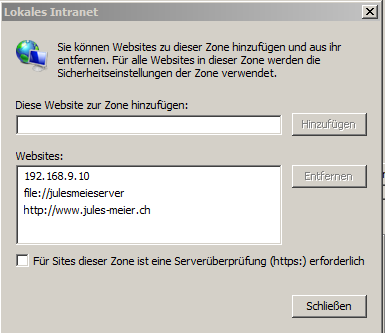 Lokales Intranet
Sie können Websites zu dieser Zone hinzufügen und aus ihr
entfernen. Für alle Websites in dieser Zone werden die
Sicherheitseinstellungen der Zone verwendet.
Diese Website zur Zone hinzufügen:
Hinzufügen
Websites:
192.168.9.10
file://julesmeieserver
http://www.jules-meier.ch
Entfernen
Für Sites dieser Zone ist eine Serverüberprüfung (https:) erforderlich
Schließen